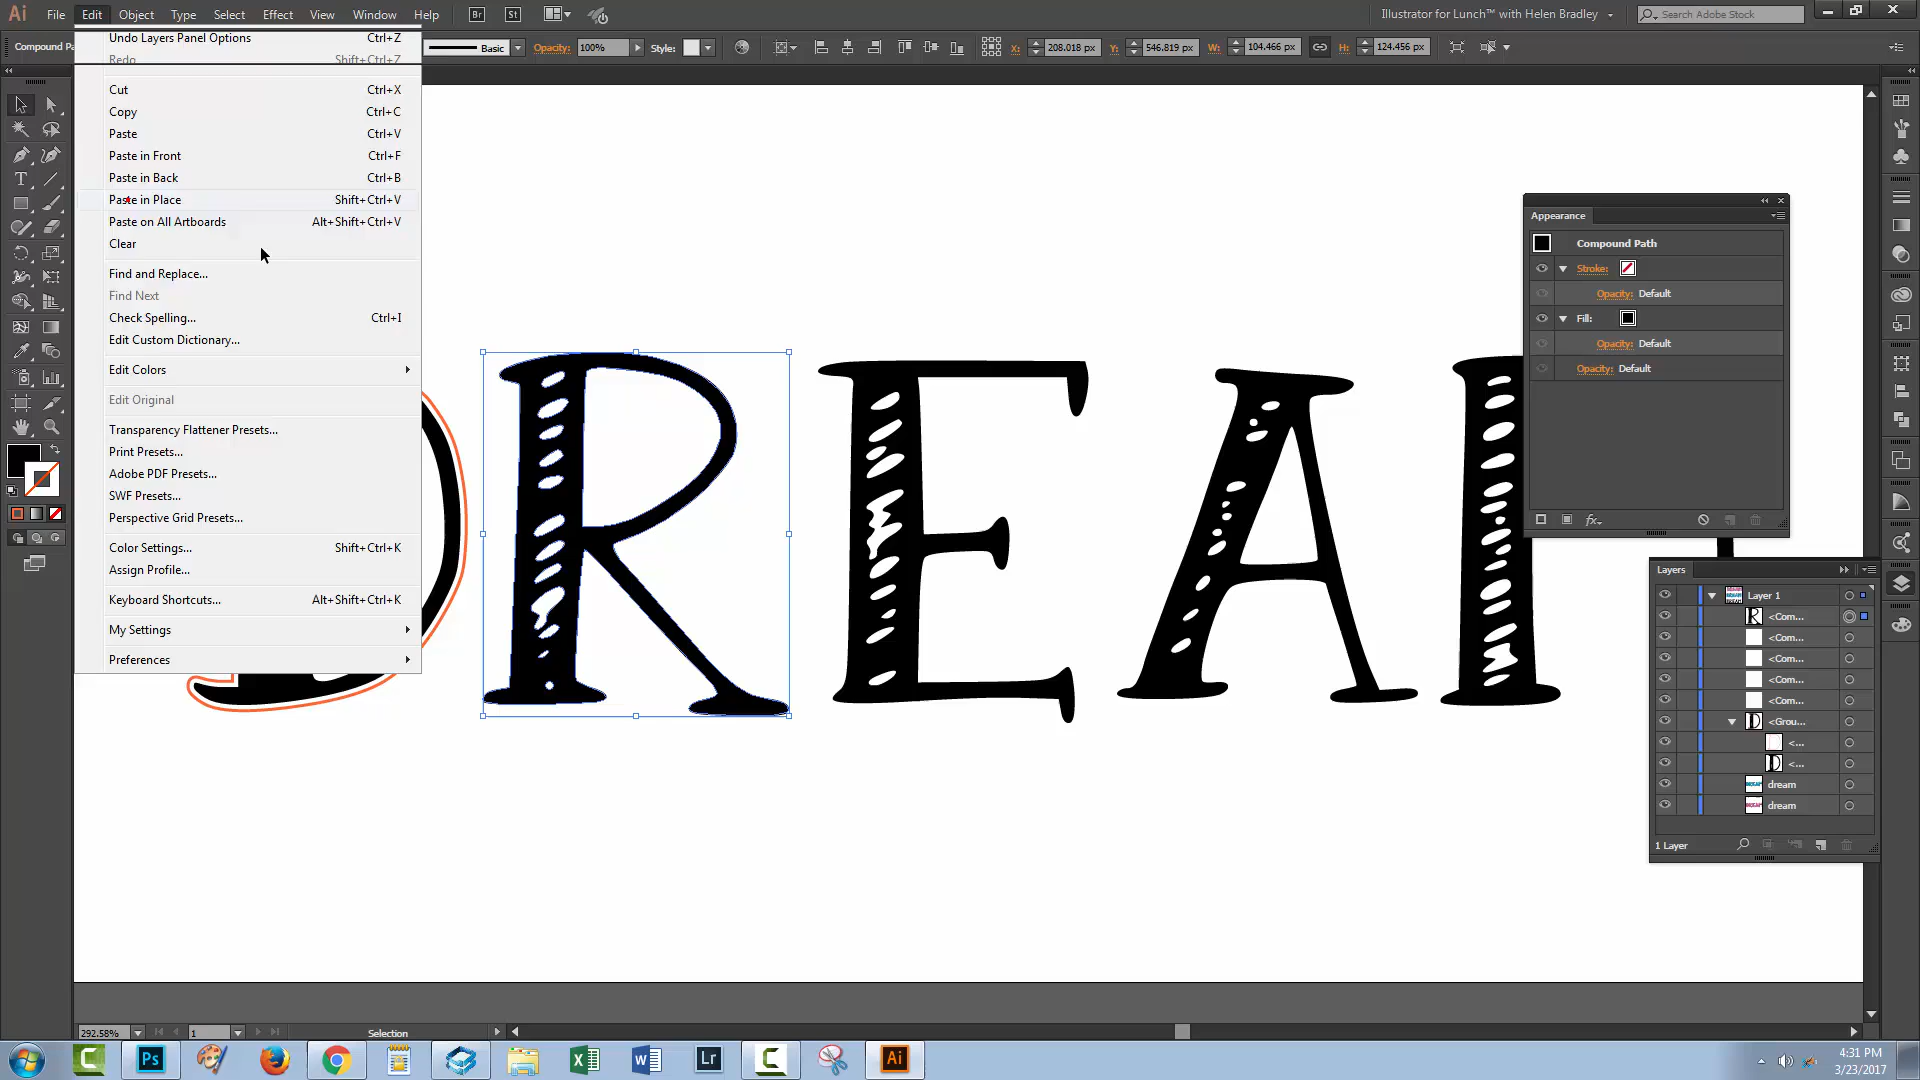 Ai File Edit Object Type Select Effect View Window Help Br St Illustrator for Lunch™ with Helen Bradley Search Adobe Stock
Compound Pa Basic Opacity: 100% Style: X: 208.018 px Y: 546.819 px W: 104.466 px H: 124.456 px
Undo Layers Panel Options Ctrl+Z
Redo Shift+Ctrl+Z
Cut Ctrl+X
Copy Ctrl+C
Paste Ctrl+V
Paste in Front Ctrl+F
Paste in Back Ctrl+B
Paste in Place Shift+Ctrl+V
Paste on All Artboards Alt+Shift+Ctrl+V
Clear
Find and Replace...
Find Next
Check Spelling... Ctrl+I
Edit Custom Dictionary...
Edit Colors
Edit Original
Transparency Flattener Presets...
Print Presets...
Adobe PDF Presets...
SWF Presets...
Perspective Grid Presets...
Color Settings... Shift+Ctrl+K
Assign Profile...
Keyboard Shortcuts... Alt+Shift+Ctrl+K
My Settings
Preferences
REA
Appearance
Compound Path
Stroke:
Opacity: Default
Fill:
Opacity: Default
Opacity: Default
fx
Layers
Layer 1
<Com...
<Com...
<Com...
<Com...
<Com...
<Grou...
<...
<...
dream
dream
1 Layer
292.58% 1 Selection
Ps Lr Ai
4:31 PM
3/23/2017